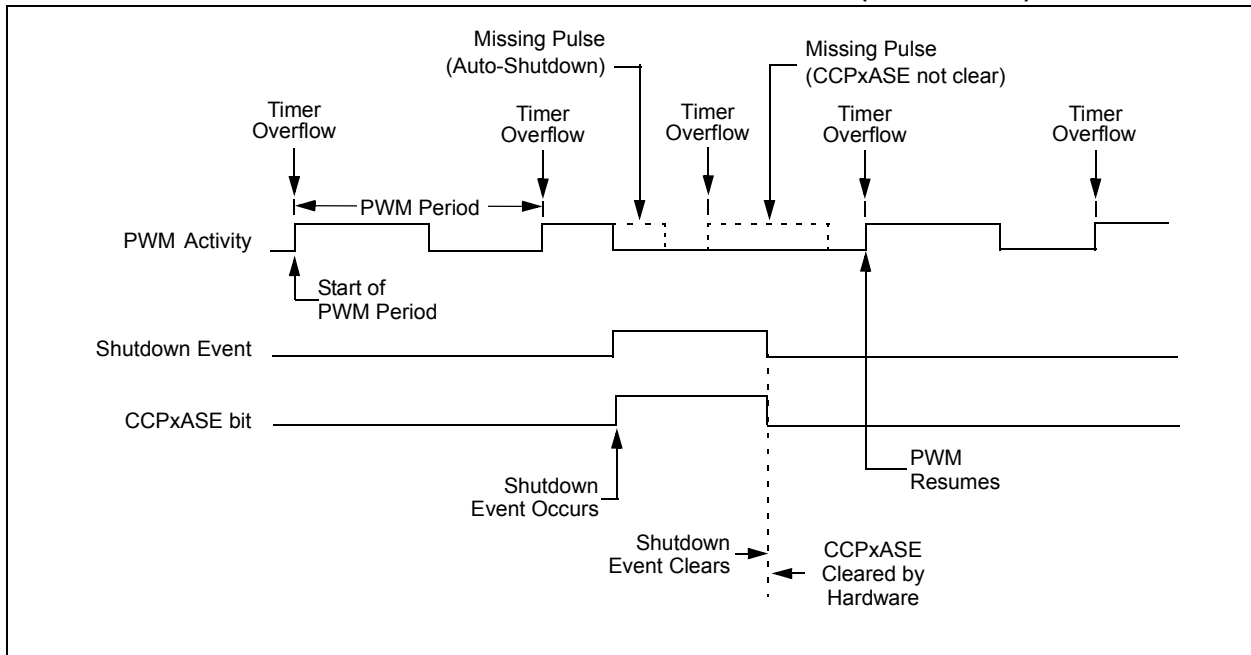 Missing Pulse
(Auto-Shutdown)
Missing Pulse
(CCPxASE not clear)
Timer
Overflow
Timer
Overflow
Timer
Overflow
Timer
Overflow
Timer
Overflow
PWM Period
PWM Activity
Start of
PWM Period
Shutdown Event
CCPxASE bit
Shutdown
Event Occurs
PWM
Resumes
Shutdown
Event Clears
CCPxASE
Cleared by
Hardware